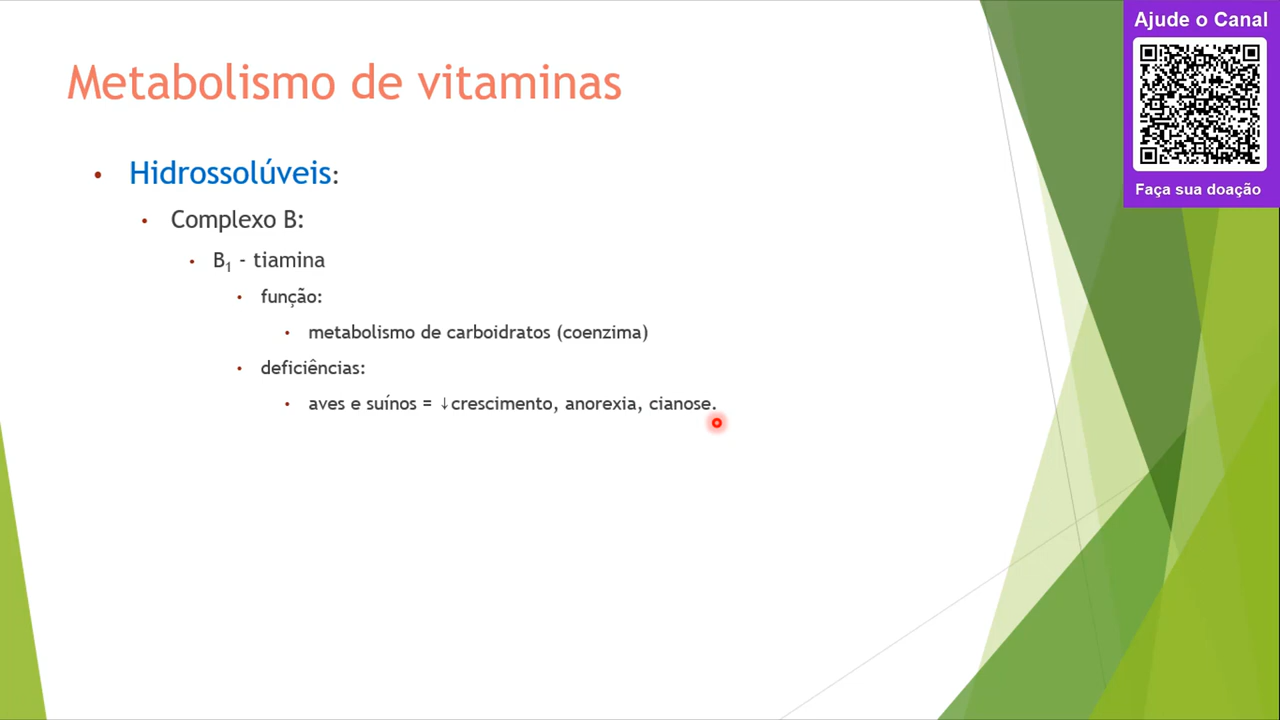 Ajude o Canal
Metabolismo de vitaminas
• Hidrossolúveis:
• Complexo B:
• B₁ - tiamina
• função:
• metabolismo de carboidratos (coenzima)
• deficiências:
• aves e suínos = ↓crescimento, anorexia, cianose.
Faça sua doação